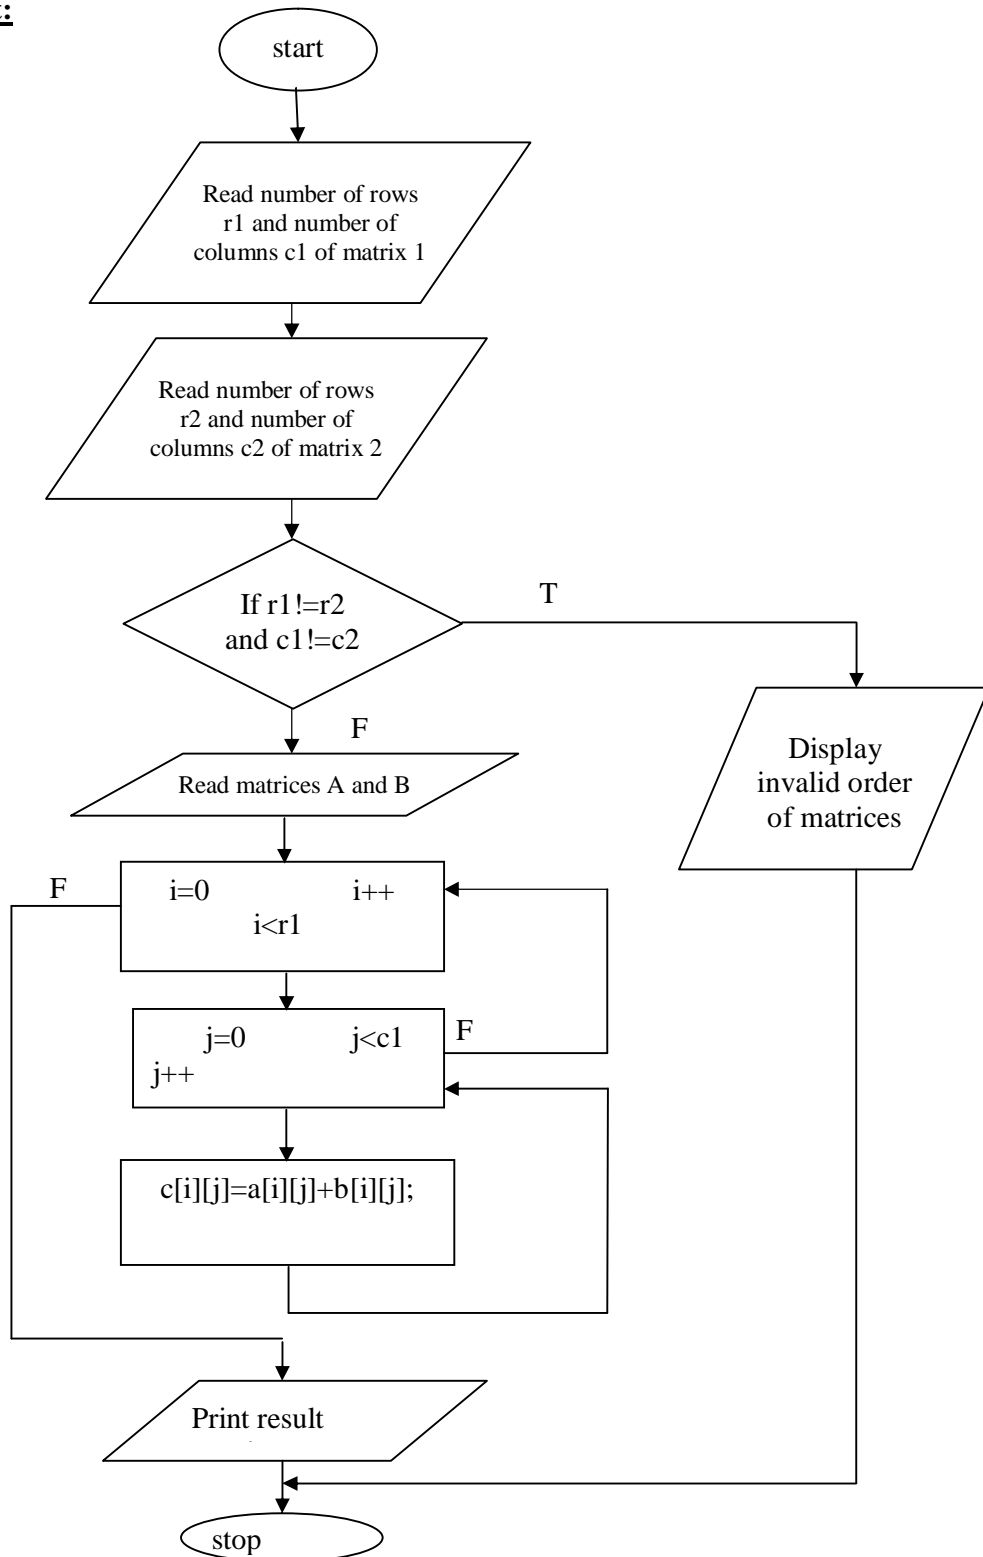 start
Read number of rows
r1 and number of
columns c1 of matrix 1
Read number of rows
r2 and number of
columns c2 of matrix 2
If r1!=r2
and c1!=c2
T
F
Display
invalid order
of matrices
Read matrices A and B
F
i=0 i++
i<r1
j=0 j<c1
j++
F
c[i][j]=a[i][j]+b[i][j];
Print result
stop